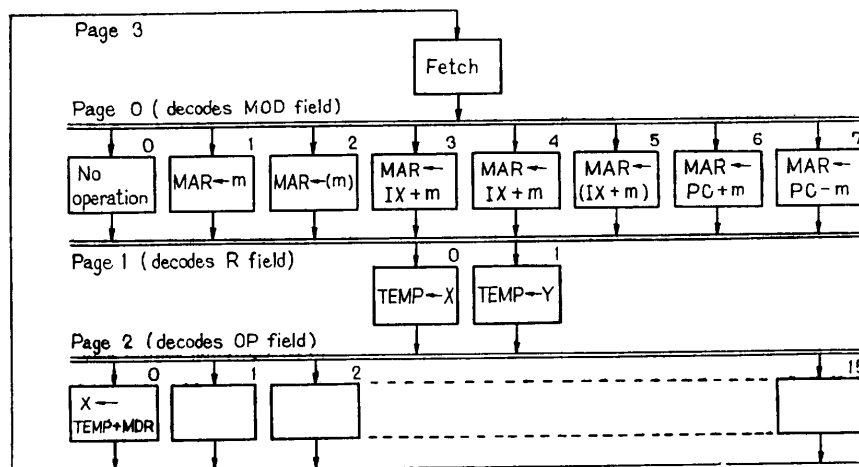 Page 3
Fetch
Page 0 (decodes MOD field)
0 1 2 3 4 5 6 7
No operation
MAR←m
MAR←(m)
MAR← IX+m
MAR← IX+m
MAR← (IX+m)
MAR← PC+m
MAR← PC-m
Page 1 (decodes R field)
0 1
TEMP←X
TEMP←Y
Page 2 (decodes OP field)
0 1 2 15
X← TEMP+MDR